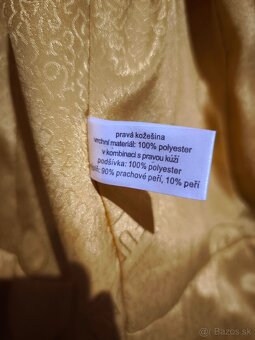 pravá kožešina
vrchní materiál: 100% polyester
v kombinaci s pravou kůží
podšívka: 100% polyester
90% prachové peří, 10% peří
Bazos.sk